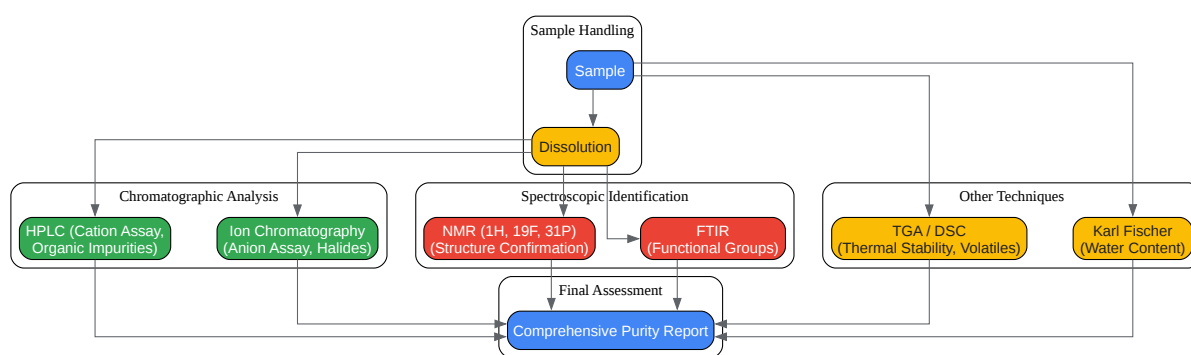 Sample Handling
Sample
Dissolution
Chromatographic Analysis
HPLC (Cation Assay,
Organic Impurities)
Ion Chromatography
(Anion Assay, Halides)
Spectroscopic Identification
NMR (1H, 19F, 31P)
(Structure Confirmation)
FTIR
(Functional Groups)
Other Techniques
TGA / DSC
(Thermal Stability, Volatiles)
Karl Fischer
(Water Content)
Final Assessment
Comprehensive Purity Report